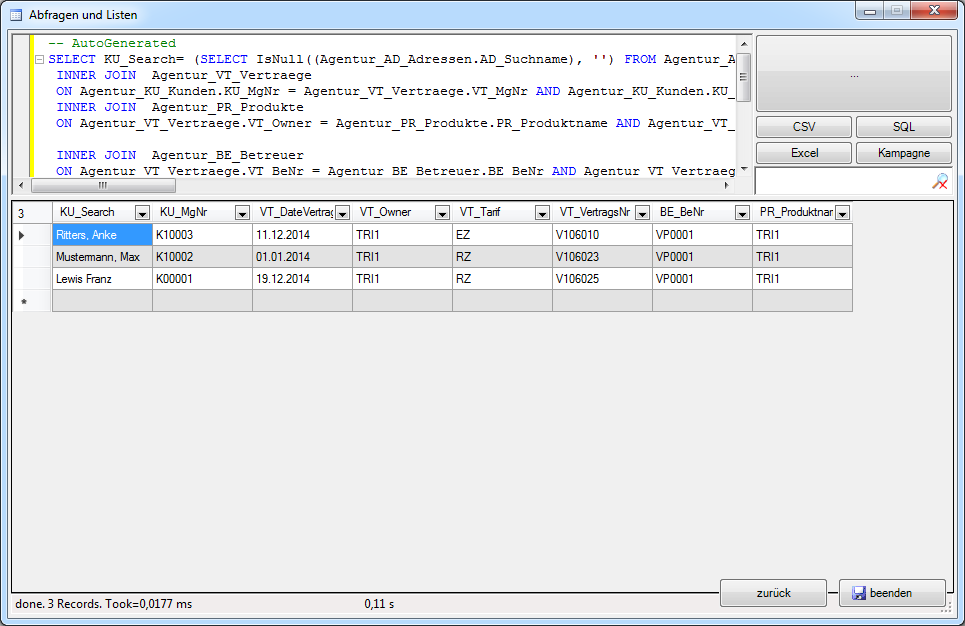 Abfragen und Listen
-- AutoGenerated
SELECT KU_Search= (SELECT IsNull((Agentur_AD_Adressen.AD_Suchname), '') FROM Agentur_A
INNER JOIN Agentur_VT_Vertraege
ON Agentur_KU_Kunden.KU_MgNr = Agentur_VT_Vertraege.VT_MgNr AND Agentur_KU_Kunden.KU_
INNER JOIN Agentur_PR_Produkte
ON Agentur_VT_Vertraege.VT_Owner = Agentur_PR_Produkte.PR_Produktname AND Agentur_VT_
INNER JOIN Agentur_BE_Betreuer
ON Agentur_VT_Vertraege.VT_BeNr = Agentur_BE_Betreuer.BE_BeNr AND Agentur_VT_Vertraeg
...
CSV SQL
Excel Kampagne
3 KU_Search KU_MgNr VT_DateVertrag VT_Owner VT_Tarif VT_VertragsNr BE_BeNr PR_Produktnar
Ritters, Anke K10003 11.12.2014 TRI1 EZ V106010 VP0001 TRI1
Mustermann, Max K10002 01.01.2014 TRI1 RZ V106023 VP0001 TRI1
Lewis Franz K00001 19.12.2014 TRI1 RZ V106025 VP0001 TRI1
*
zurück beenden
done. 3 Records. Took=0,0177 ms 0,11 s